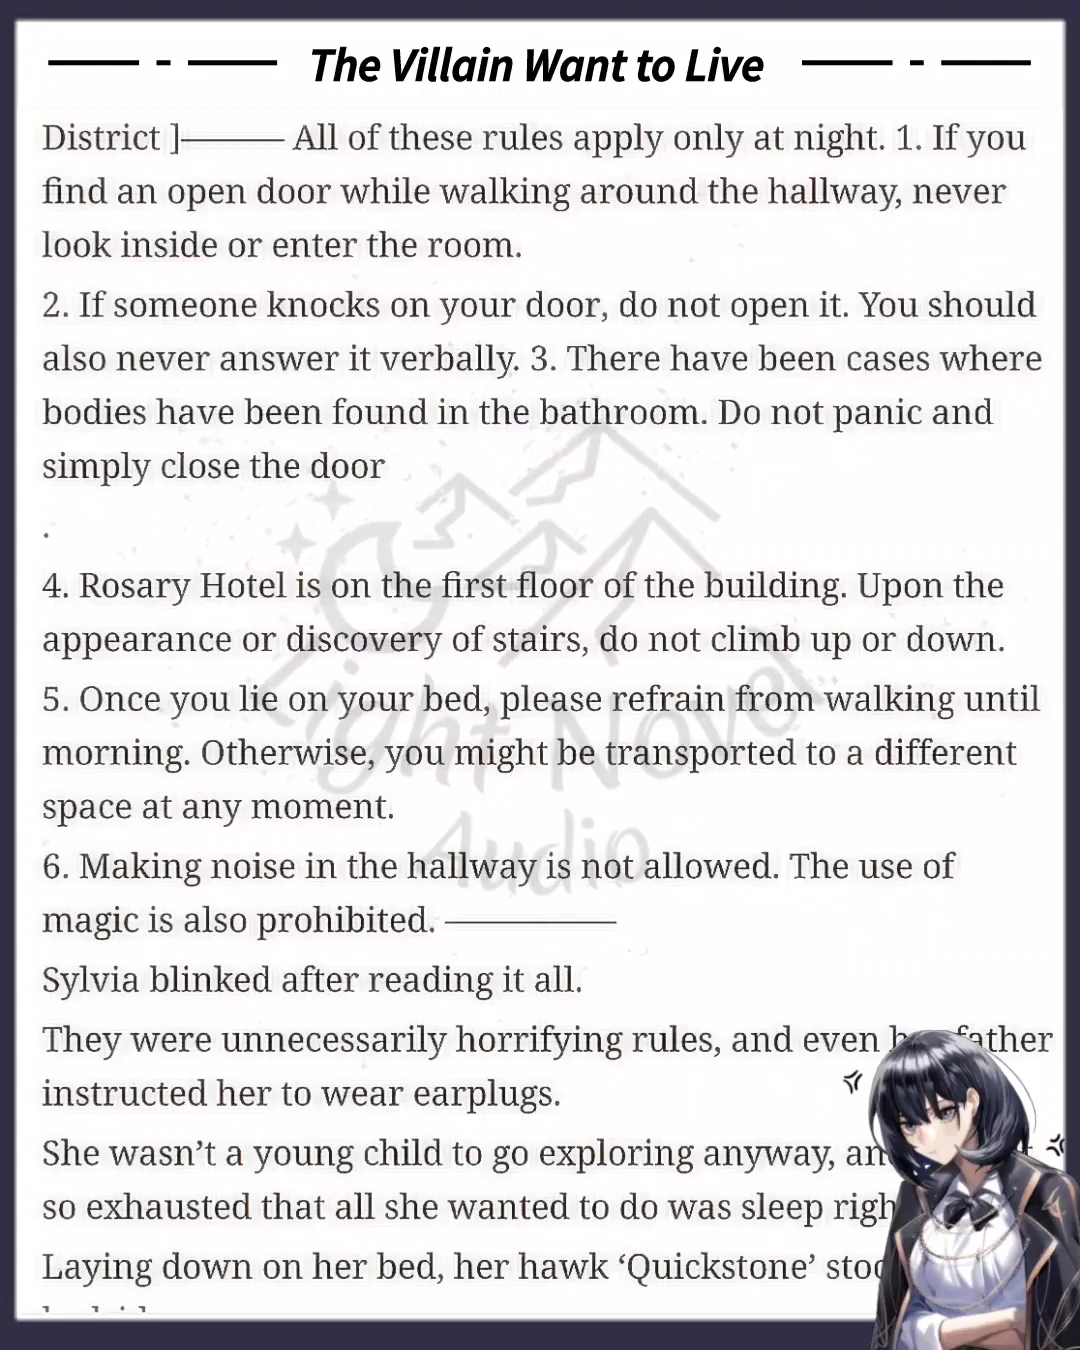 The Villain Want to Live
District ]——— All of these rules apply only at night. 1. If you
find an open door while walking around the hallway, never
look inside or enter the room.
2. If someone knocks on your door, do not open it. You should
also never answer it verbally. 3. There have been cases where
bodies have been found in the bathroom. Do not panic and
simply close the door
.
4. Rosary Hotel is on the first floor of the building. Upon the
appearance or discovery of stairs, do not climb up or down.
5. Once you lie on your bed, please refrain from walking until
morning. Otherwise, you might be transported to a different
space at any moment.
6. Making noise in the hallway is not allowed. The use of
magic is also prohibited. —————
Sylvia blinked after reading it all.
They were unnecessarily horrifying rules, and even father
instructed her to wear earplugs.
She wasn’t a young child to go exploring anyway,
so exhausted that all she wanted to do was sleep
Laying down on her bed, her hawk ‘Quickstone’
Light Novel
Audio